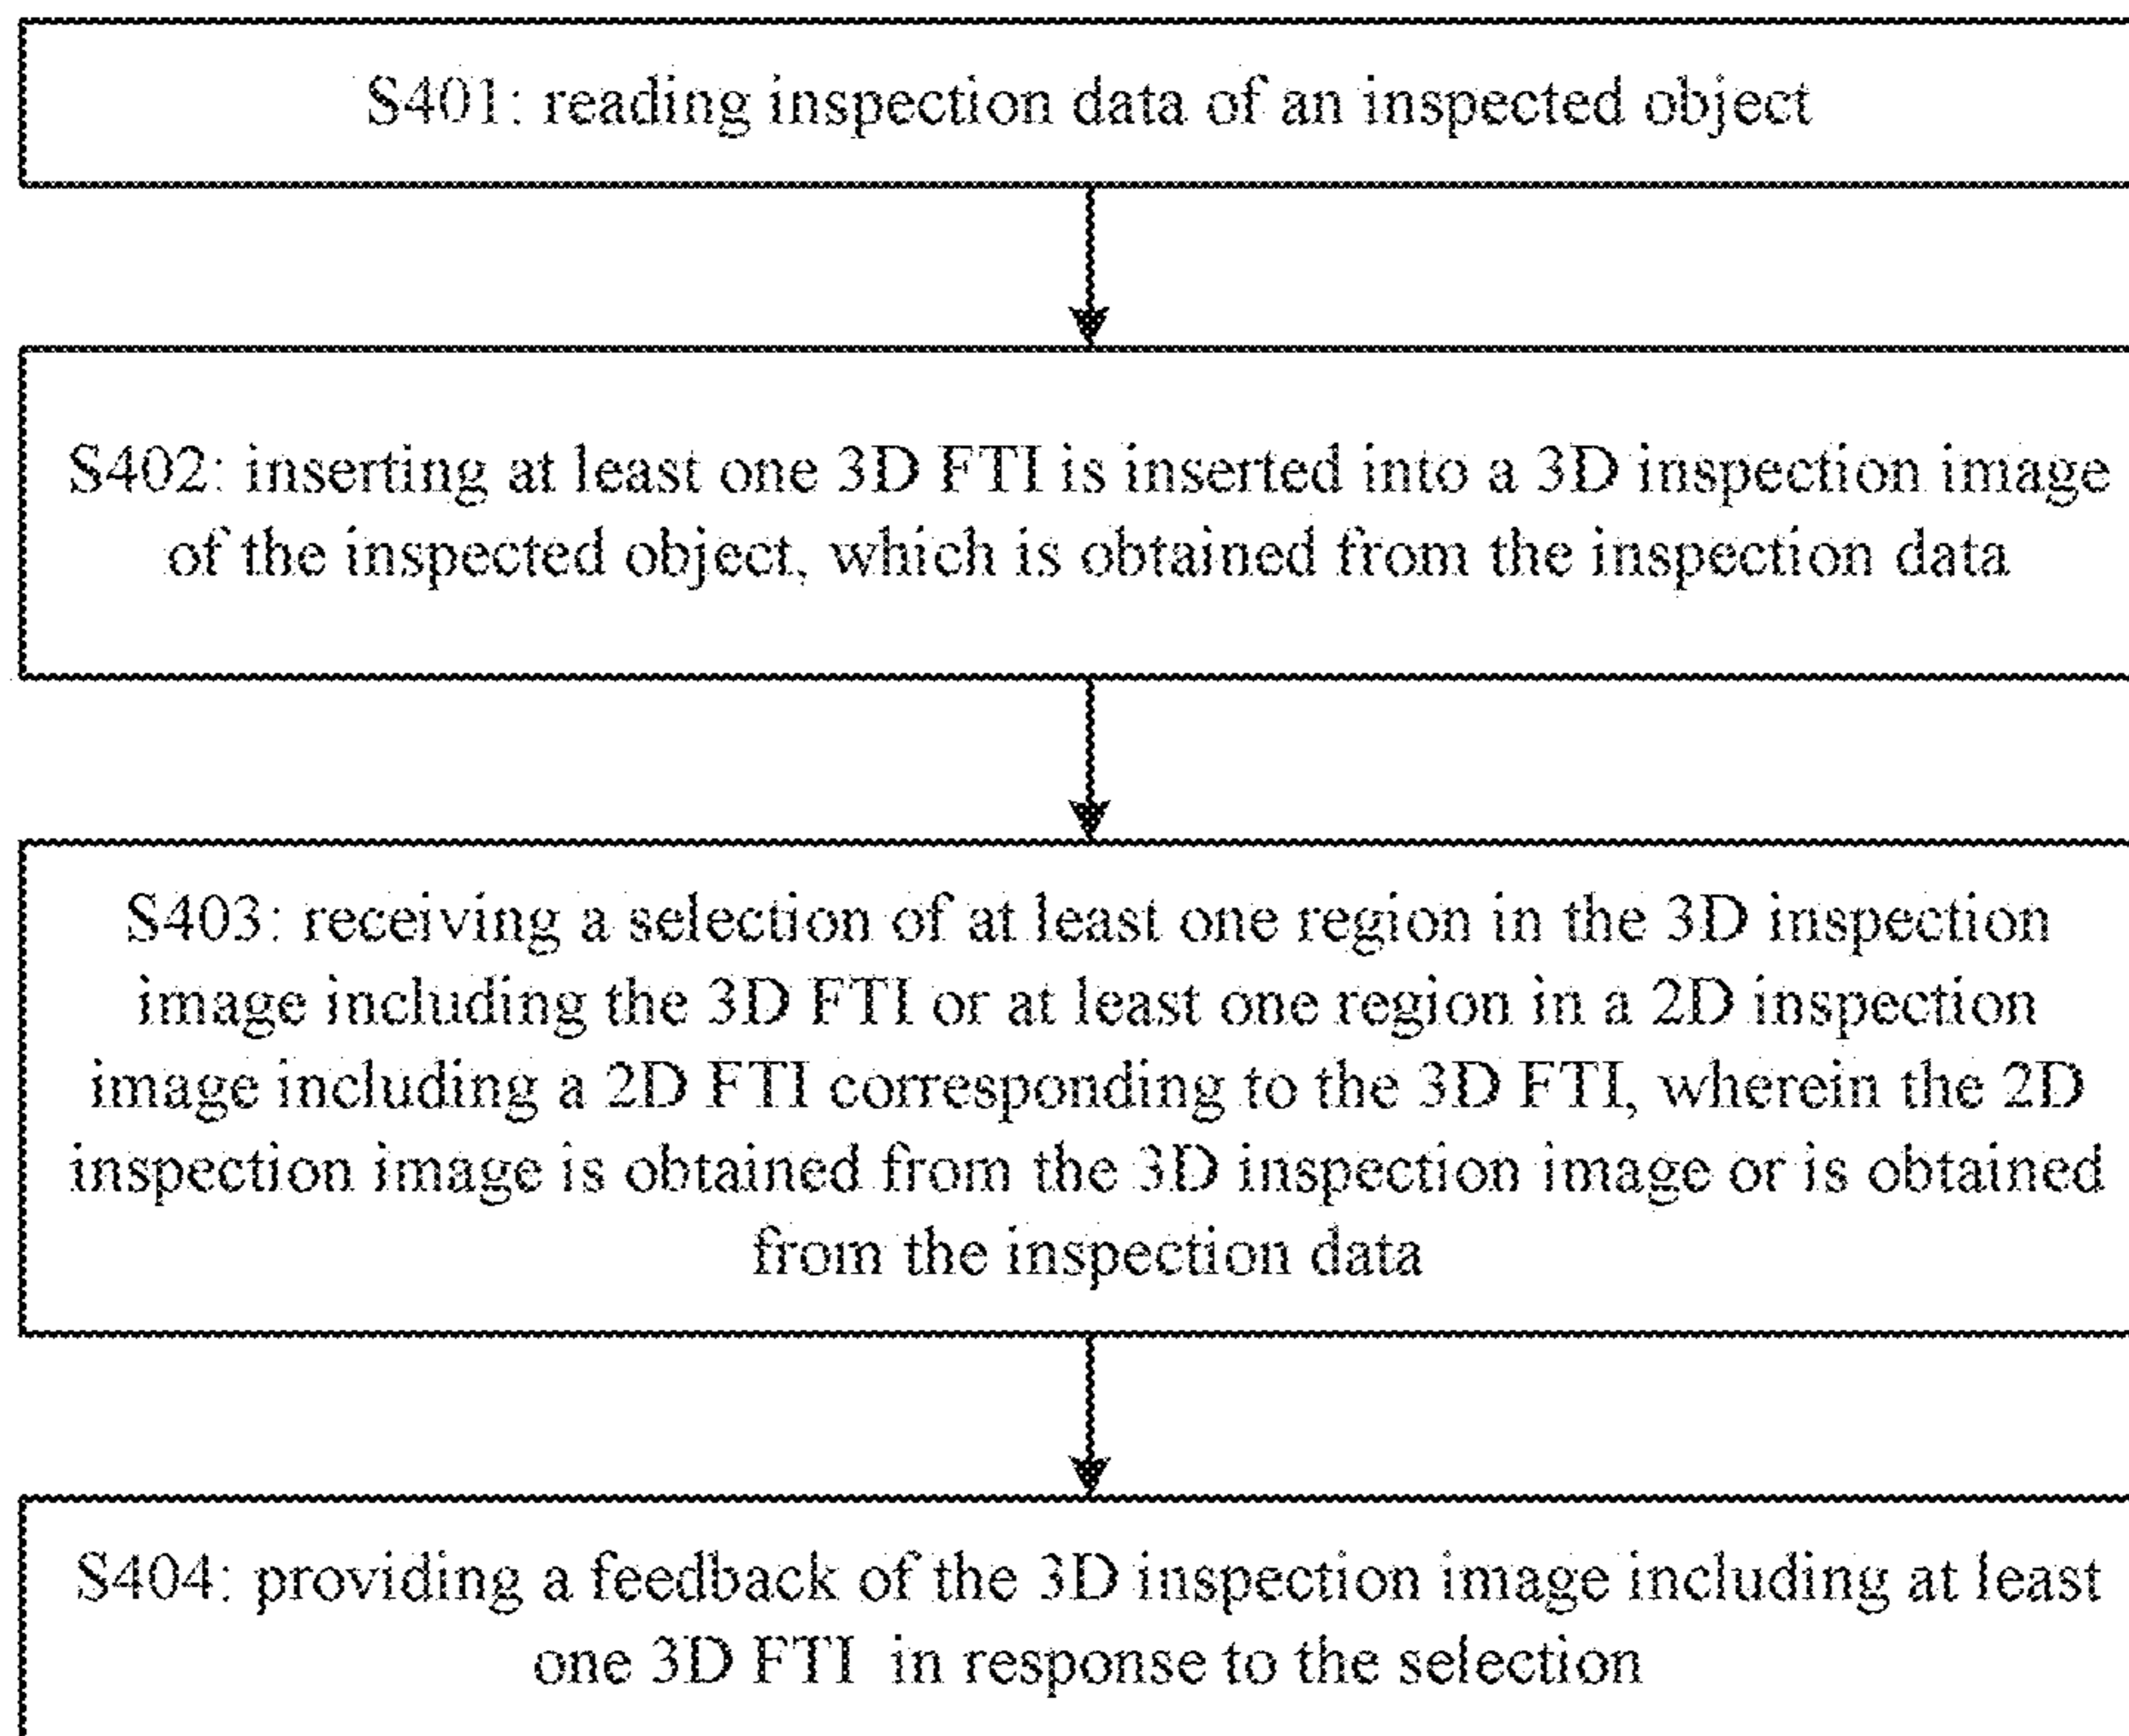 S401: reading inspection data of an inspected object
S402: inserting at least one 3D FTI is inserted into a 3D inspection image
of the inspected object, which is obtained from the inspection data
S403: receiving a selection of at least one region in the 3D inspection
image including the 3D FTI or at least one region in a 2D inspection
image including a 2D FTI corresponding to the 3D FTI, wherein the 2D
inspection image is obtained from the 3D inspection image or is obtained
from the inspection data
S404: providing a feedback of the 3D inspection image including at least
one 3D FTI in response to the selection